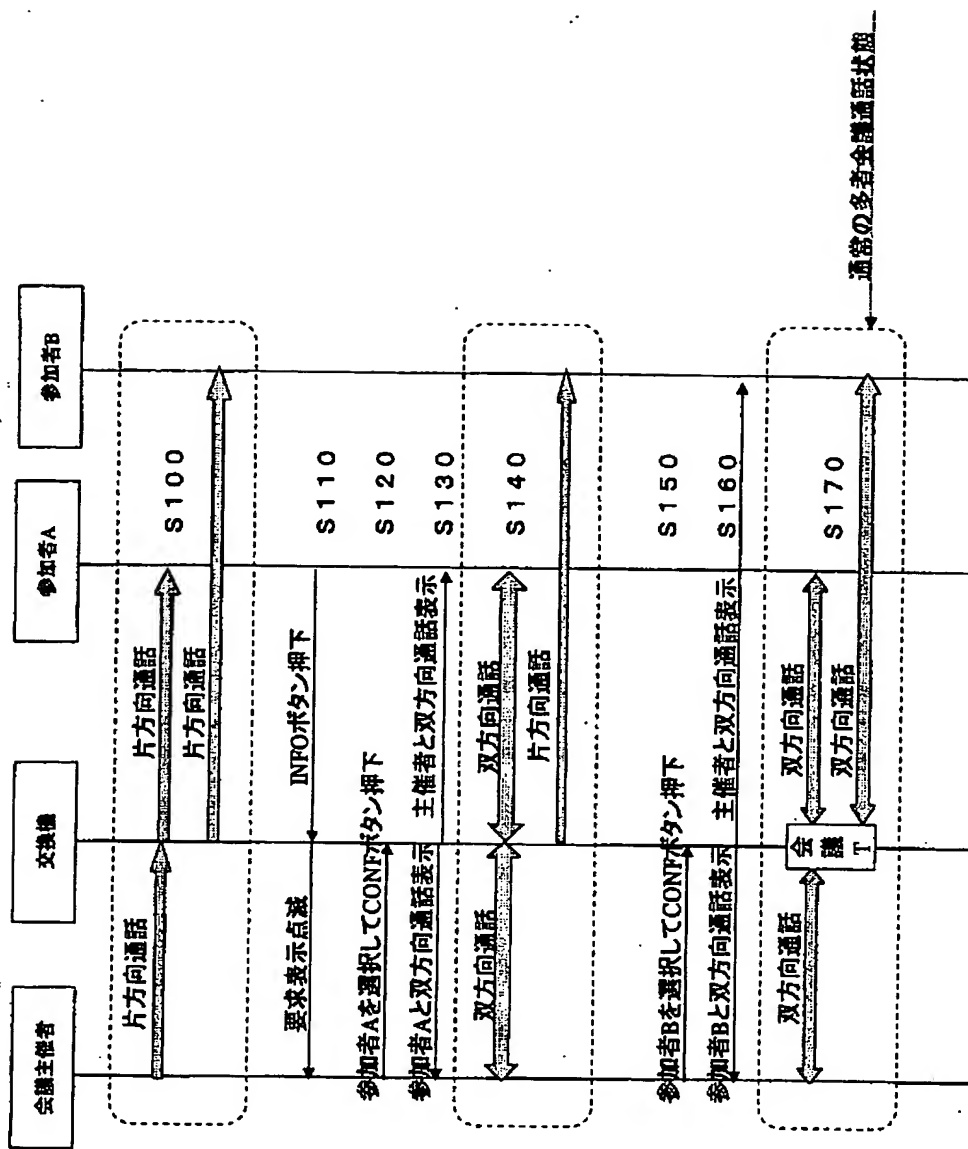 会議主催者
交換機
参加者A
参加者B
片方向通話
片方向通話
S100
片方向通話
要求表示点滅
INFOボタン押下
S110
参加者Aを選択してCONFボタン押下
S120
参加者Aと双方向通話表示
主催者と双方向通話表示
S130
双方向通話
双方向通話
S140
片方向通話
参加者Bを選択してCONFボタン押下
S150
参加者Bと双方向通話表示
主催者と双方向通話表示
S160
双方向通話
会議T
双方向通話
S170
双方向通話
通常の多者会議通話状態